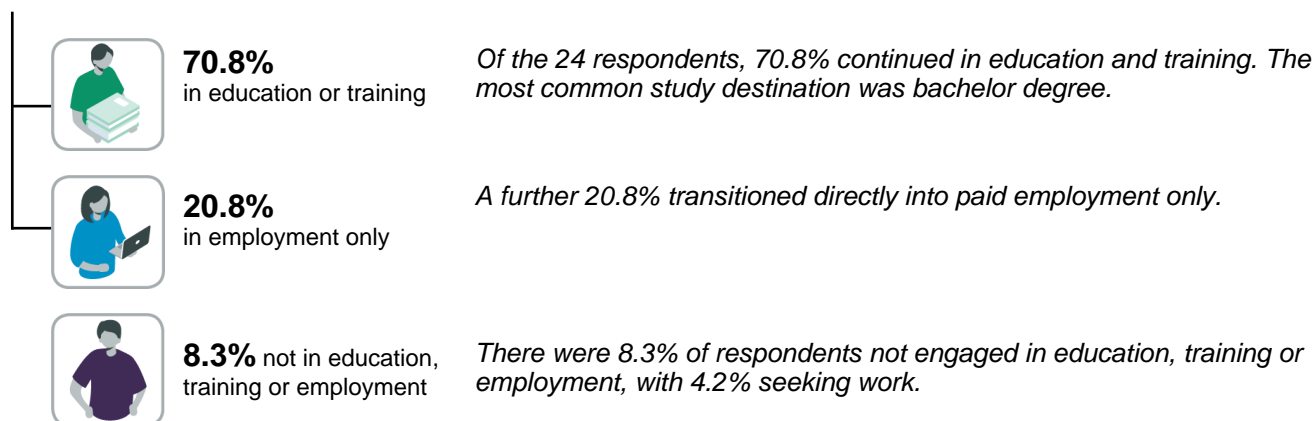 70.8%
in education or training
Of the 24 respondents, 70.8% continued in education and training. The
most common study destination was bachelor degree.
20.8%
in employment only
A further 20.8% transitioned directly into paid employment only.
8.3% not in education,
training or employment
There were 8.3% of respondents not engaged in education, training or
employment, with 4.2% seeking work.